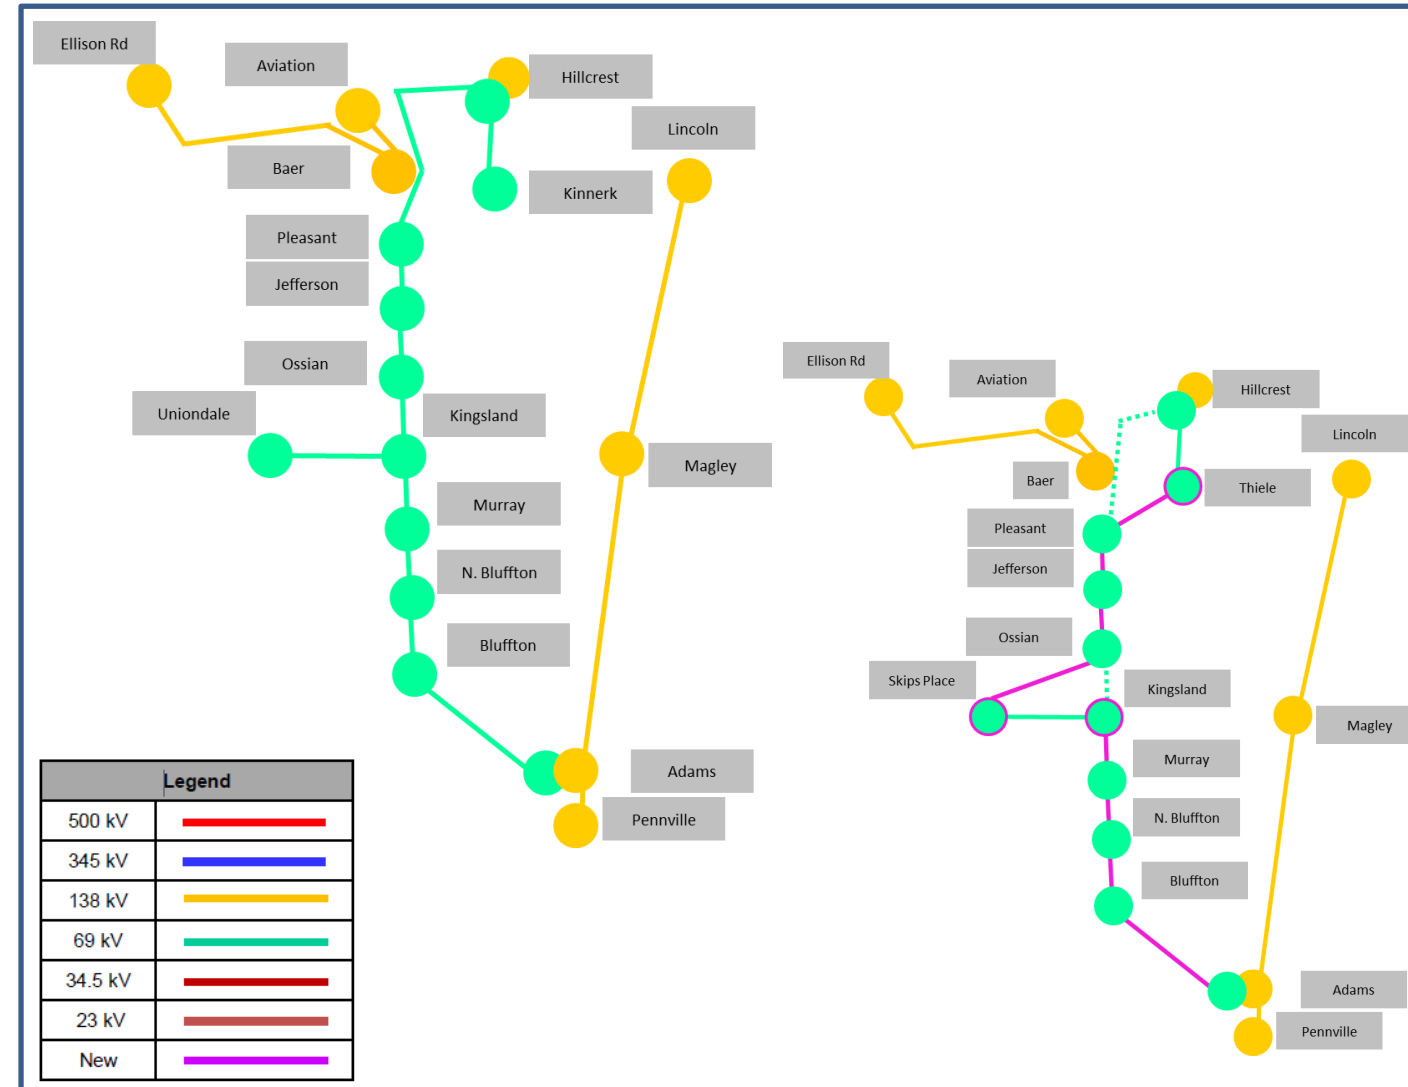 Ellison Rd
Aviation
Hillcrest
Lincoln
Baer
Kinnerk
Pleasant
Jefferson
Ossian
Uniondale
Kingsland
Magley
Murray
N. Bluffton
Bluffton
Adams
Pennville
Legend
500 kV
345 kV
138 kV
69 kV
34.5 kV
23 kV
New
Ellison Rd
Aviation
Hillcrest
Lincoln
Baer
Thiele
Pleasant
Jefferson
Ossian
Skips Place
Kingsland
Magley
Murray
N. Bluffton
Bluffton
Adams
Pennville